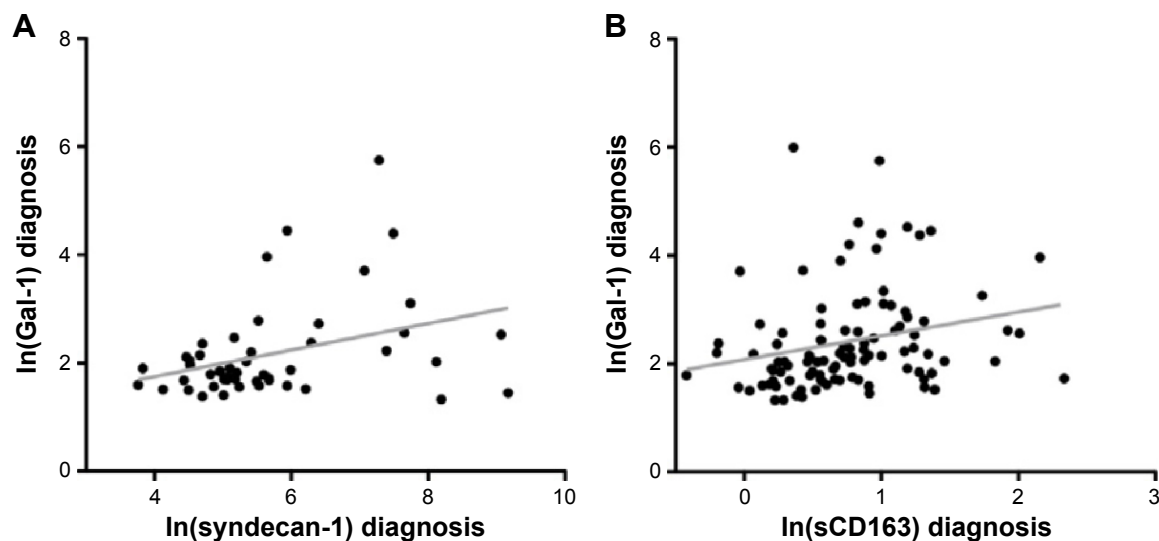 A
8
6
4
2
0
4 6 8 10
ln(Gal-1) diagnosis
ln(syndecan-1) diagnosis
B
8
6
4
2
0
0 1 2 3
ln(Gal-1) diagnosis
ln(sCD163) diagnosis